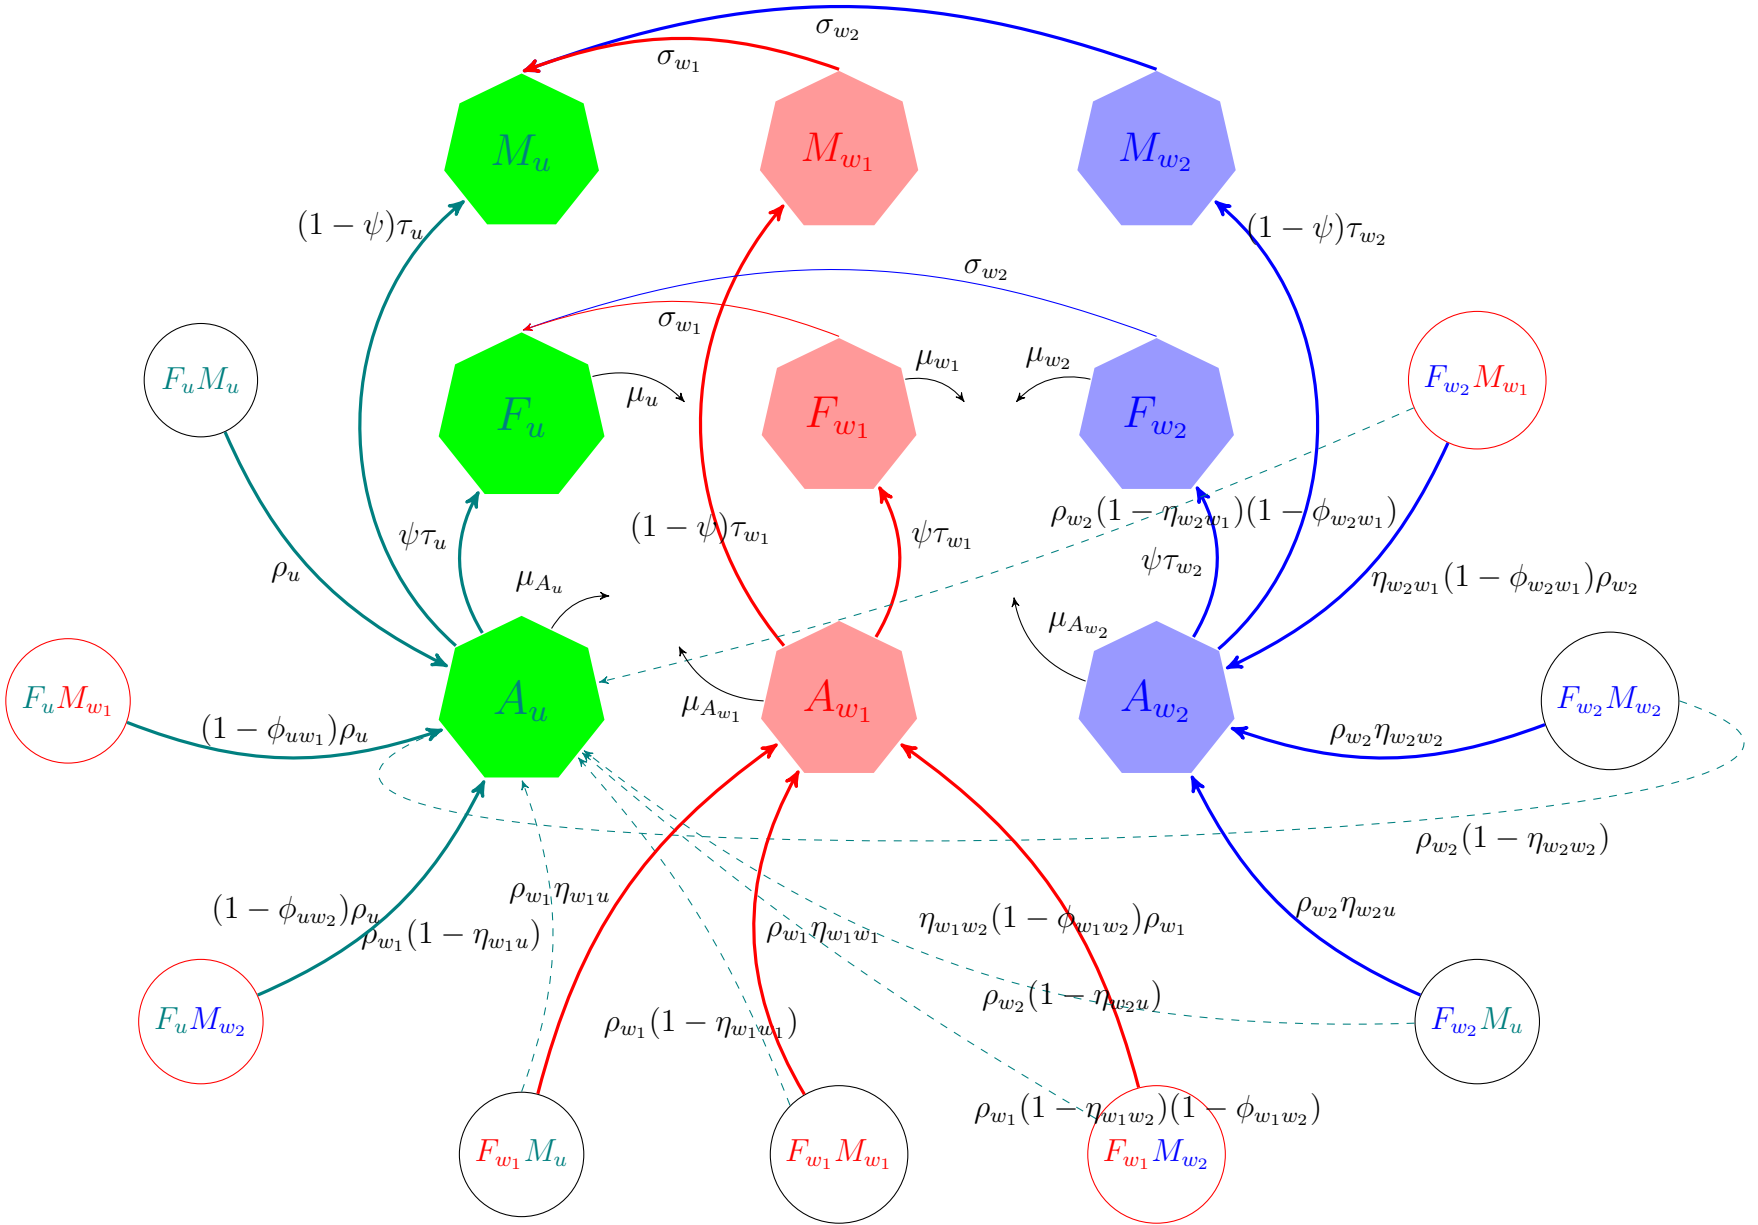 σ_{w_2}
σ_{w_1}
M_u
M_{w_1}
M_{w_2}
(1 − ψ)τ_u
(1 − ψ)τ_{w_2}
σ_{w_2}
σ_{w_1}
μ_{w_1}
μ_{w_2}
μ_u
F_uM_u
F_{w_2}M_{w_1}
F_u
F_{w_1}
F_{w_2}
ρ_{w_2}(1 − η_{w_2w_1})(1 − ϕ_{w_2w_1})
(1 − ψ)τ_{w_1}
ψτ_u
ψτ_{w_1}
ψτ_{w_2}
ρ_u
μ_{A_u}
η_{w_2w_1}(1 − ϕ_{w_2w_1})ρ_{w_2}
μ_{A_{w_2}}
F_uM_{w_1}
A_u
μ_{A_{w_1}}
A_{w_1}
A_{w_2}
F_{w_2}M_{w_2}
(1 − ϕ_{uw_1})ρ_u
ρ_{w_2}η_{w_2w_2}
ρ_{w_2}(1 − η_{w_2w_2})
ρ_{w_1}η_{w_1u}
(1 − ϕ_{uw_2})ρ_u
ρ_{w_2}η_{w_2u}
η_{w_1w_2}(1 − ϕ_{w_1w_2})ρ_{w_1}
ρ_{w_1}(1 − η_{w_1u})
ρ_{w_1}η_{w_1w_1}
ρ_{w_2}(1 − η_{w_2u})
F_uM_{w_2}
ρ_{w_1}(1 − η_{w_1w_1})
F_{w_2}M_u
ρ_{w_1}(1 − η_{w_1w_2})(1 − ϕ_{w_1w_2})
F_{w_1}M_u
F_{w_1}M_{w_1}
F_{w_1}M_{w_2}